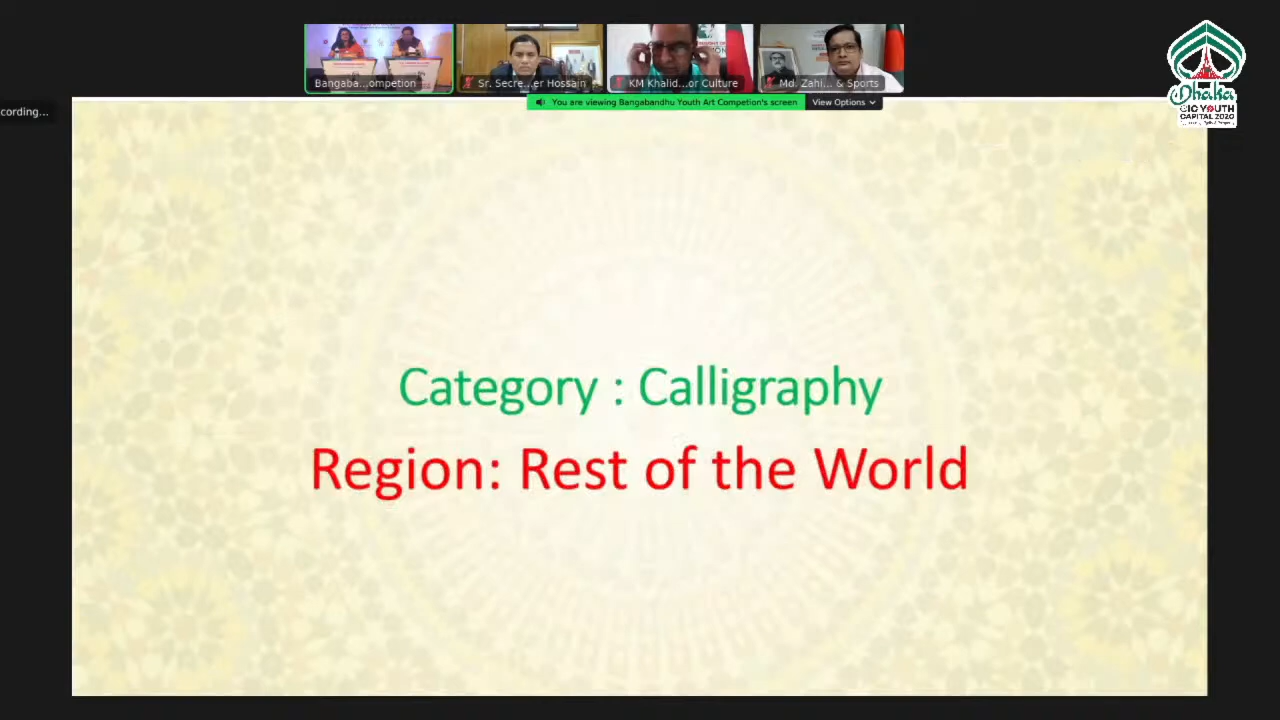 Bangaba...ompetion
Sr. Secre...er Hossain
KM Khalid...or Culture
Md. Zahi... & Sports
You are viewing Bangabandhu Youth Art Competion's screen
View Options
cording...
Dhaka
OIC YOUTH
CAPITAL 2020
Category : Calligraphy
Region: Rest of the World